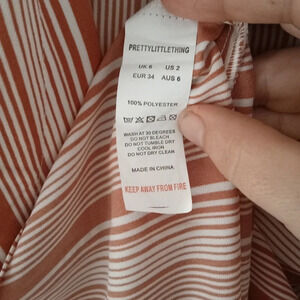 PRETTYLITTLETHING
UK 6 US 2
EUR 34 AUS 6
100% POLYESTER
WASH AT 30 DEGREES
DO NOT BLEACH
DO NOT TUMBLE DRY
COOL IRON
DO NOT DRY CLEAN
MADE IN CHINA
KEEP AWAY FROM FIRE